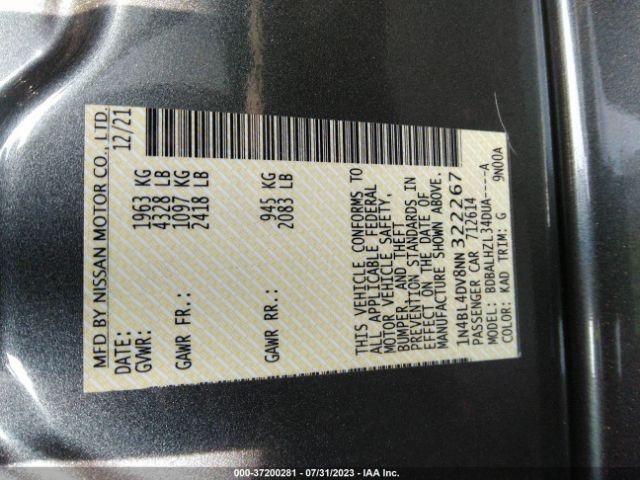 MFD BY NISSAN MOTOR CO., LTD.
DATE: 12/21
GVWR: 1963 KG
4328 LB
GAWR FR.: 1097 KG
2418 LB
GAWR RR.: 945 KG
2083 LB
THIS VEHICLE CONFORMS TO
ALL APPLICABLE FEDERAL
MOTOR VEHICLE SAFETY,
BUMPER, AND THEFT
PREVENTION STANDARDS IN
EFFECT ON THE DATE OF
MANUFACTURE SHOWN ABOVE.
1N4BL4DV8NN322267
PASSENGER CAR 712614
MODEL: BDBALHZL34DUA----A
COLOR: KAD TRIM: G 9N00A
000-37200281 - 07/31/2023 - IAA Inc.